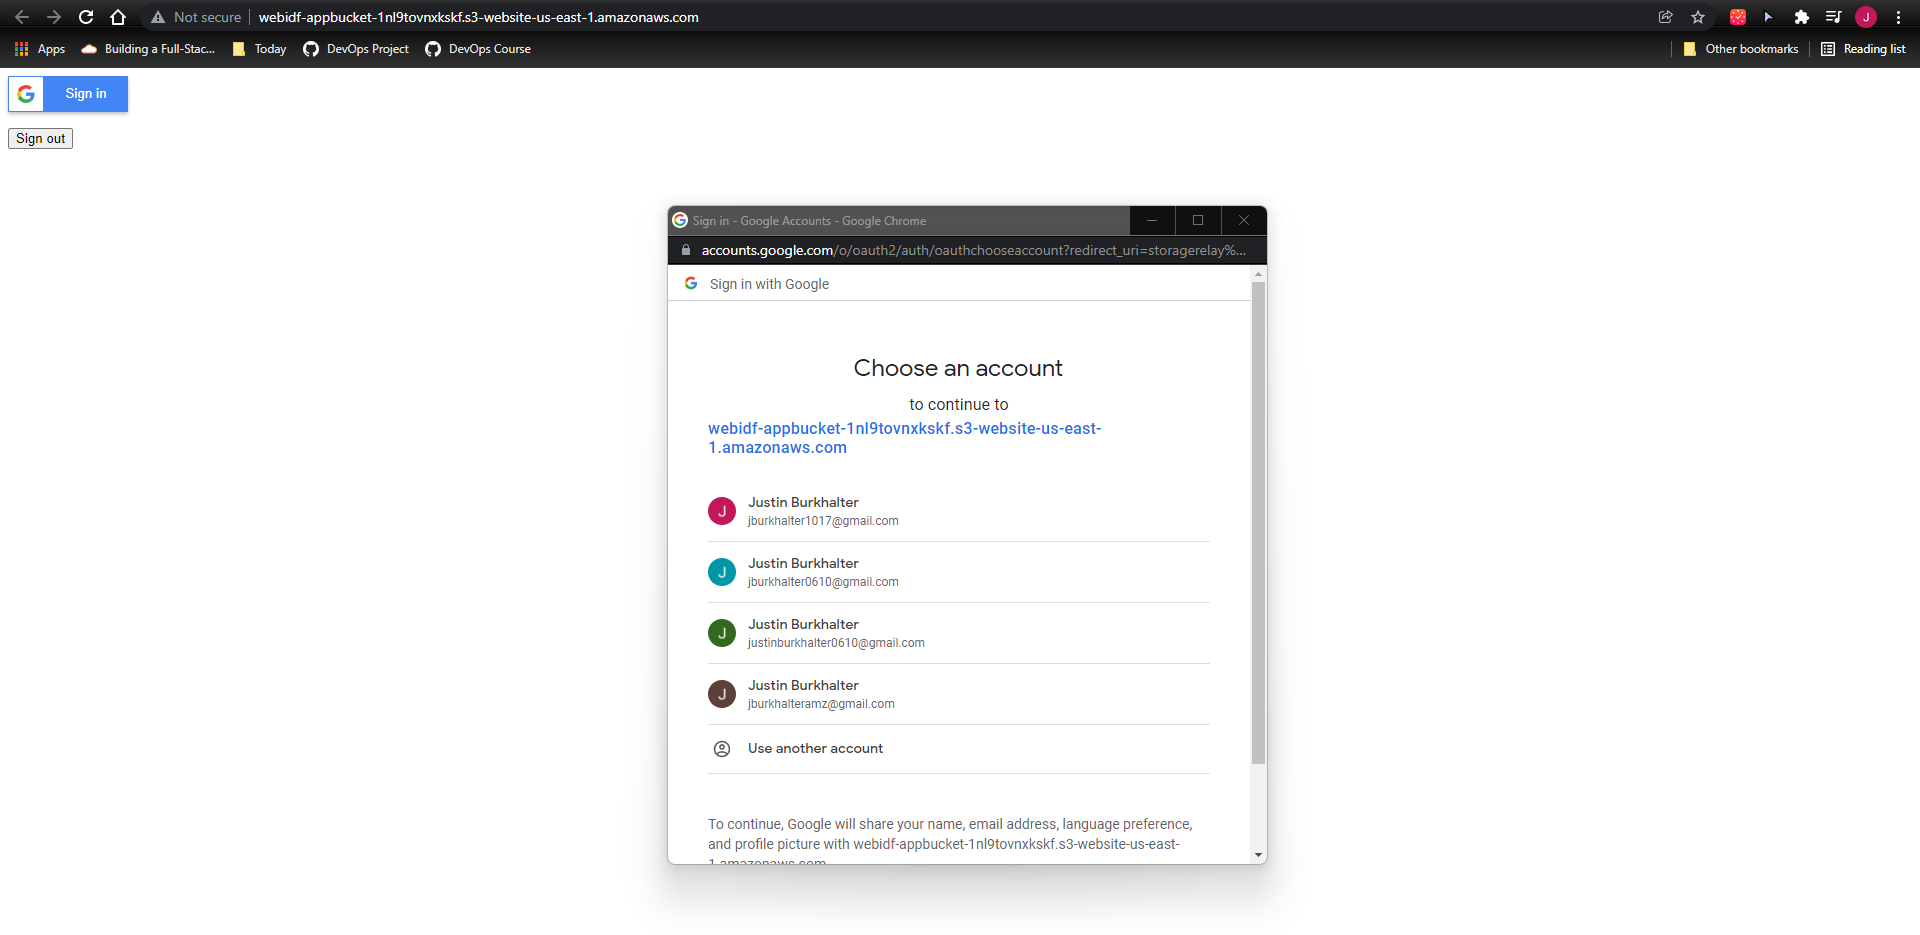 Not secure | webidf-appbucket-1nl9tovnxkskf.s3-website-us-east-1.amazonaws.com
J
Apps Building a Full-Stac... Today DevOps Project DevOps Course Other bookmarks Reading list
Sign in
Sign out
Sign in - Google Accounts - Google Chrome
accounts.google.com/o/oauth2/auth/oauthchooseaccount?redirect_uri=storagerelay%...
Sign in with Google
Choose an account
to continue to
webidf-appbucket-1nl9tovnxkskf.s3-website-us-east-
1.amazonaws.com
J Justin Burkhalter
jburkhalter1017@gmail.com
J Justin Burkhalter
jburkhalter0610@gmail.com
J Justin Burkhalter
justinburkhalter0610@gmail.com
J Justin Burkhalter
jburkhalteramz@gmail.com
Use another account
To continue, Google will share your name, email address, language preference,
and profile picture with webidf-appbucket-1nl9tovnxkskf.s3-website-us-east-
1.amazonaws.com